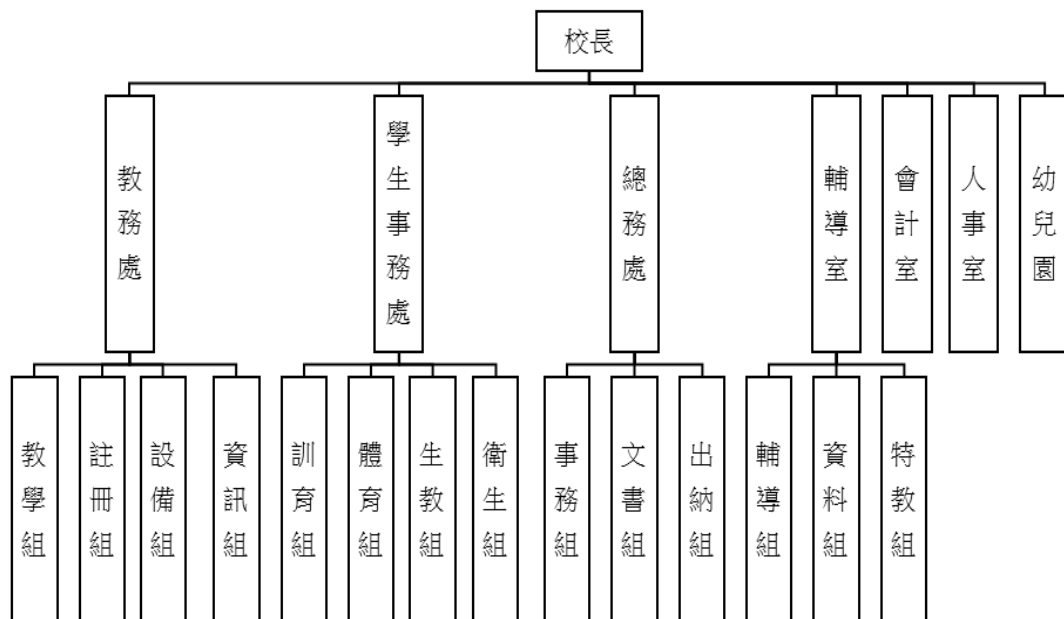 校長
教務處
學生事務處
總務處
輔導室
會計室
人事室
幼兒園
教學組
註冊組
設備組
資訊組
訓育組
體育組
生教組
衛生組
事務組
文書組
出納組
輔導組
資料組
特教組